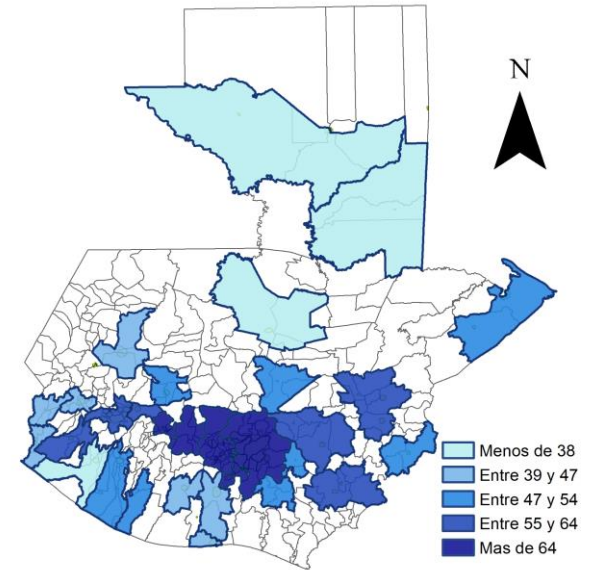 N
Menos de 38
Entre 39 y 47
Entre 47 y 54
Entre 55 y 64
Mas de 64